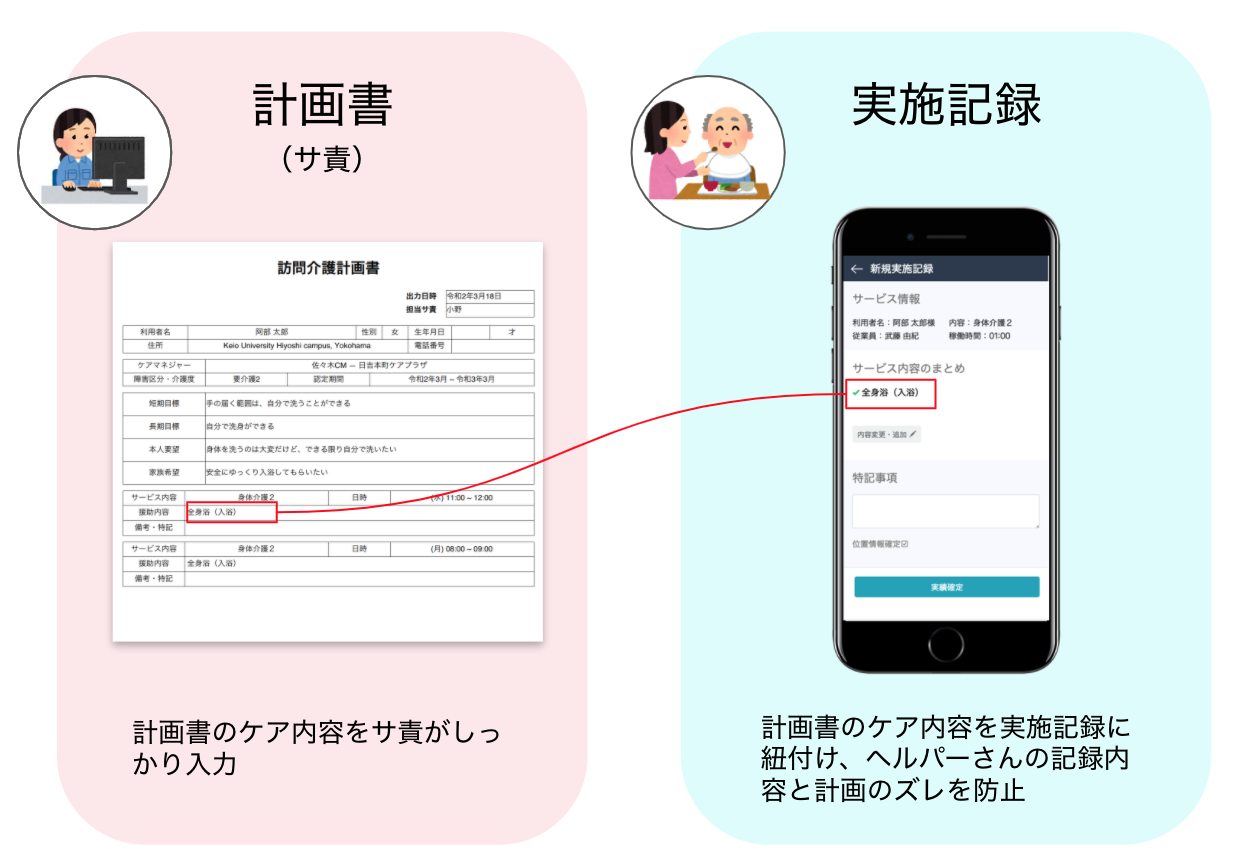 計画書
（サ責）
訪問介護計画書
出力日時 令和2年3月18日
担当サ責 小野
利用者名 阿部 太郎 性別 女 生年月日 才
住所 Keio University Hiyoshi campus, Yokohama 電話番号
ケアマネジャー 佐々木CM ー 日吉本町ケアプラザ
障害区分・介護度 要介護2 認定期間 令和2年3月 ~ 令和3年3月
短期目標 手の届く範囲は、自分で洗うことができる
長期目標 自分で洗身ができる
本人要望 身体を洗うのは大変だけど、できる限り自分で洗いたい
家族希望 安全にゆっくり入浴してもらいたい
サービス内容 身体介護２ 日時 (水) 11:00 ~ 12:00
援助内容 全身浴（入浴）
備考・特記
サービス内容 身体介護２ 日時 (月) 08:00 ~ 09:00
援助内容 全身浴（入浴）
備考・特記
計画書のケア内容をサ責がしっ
かり入力
実施記録
← 新規実施記録
サービス情報
利用者名：阿部 太郎様 内容：身体介護２
従業員：武藤 由紀 稼働時間：01:00
サービス内容のまとめ
✓全身浴（入浴）
内容変更・追加
特記事項
位置情報確定☑
実績確定
計画書のケア内容を実施記録に
紐付け、ヘルパーさんの記録内
容と計画のズレを防止